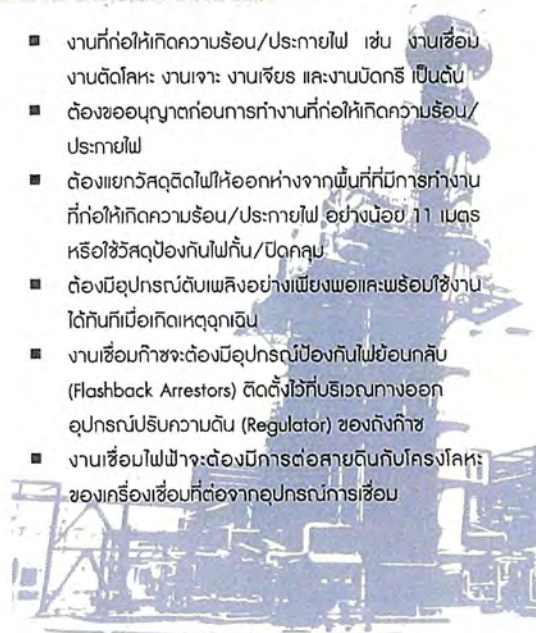 ■ งานที่ก่อให้เกิดความร้อน/ประกายไฟ เช่น งานเชื่อม
งานตัดโลหะ งานเจาะ งานเจียร และงานบัดกรี เป็นต้น
■ ต้องขออนุญาตก่อนการทำงานที่ก่อให้เกิดความร้อน/
ประกายไฟ
■ ต้องแยกวัสดุติดไฟให้ออกห่างจากพื้นที่ที่มีการทำงาน
ที่ก่อให้เกิดความร้อน/ประกายไฟ อย่างน้อย 11 เมตร
หรือใช้วัสดุป้องกันไฟกั้น/ปิดคลุม
■ ต้องมีอุปกรณ์ดับเพลิงอย่างเพียงพอและพร้อมใช้งาน
ได้ทันทีเมื่อเกิดเหตุฉุกเฉิน
■ งานเชื่อมก๊าซจะต้องมีอุปกรณ์ป้องกันไฟย้อนกลับ
(Flashback Arrestors) ติดตั้งไว้ที่บริเวณทางออก
อุปกรณ์ปรับความดัน (Regulator) ของถังก๊าซ
■ งานเชื่อมไฟฟ้าจะต้องมีการต่อสายดินกับโครงโลหะ
ของเครื่องเชื่อมที่ต่อจากอุปกรณ์การเชื่อม